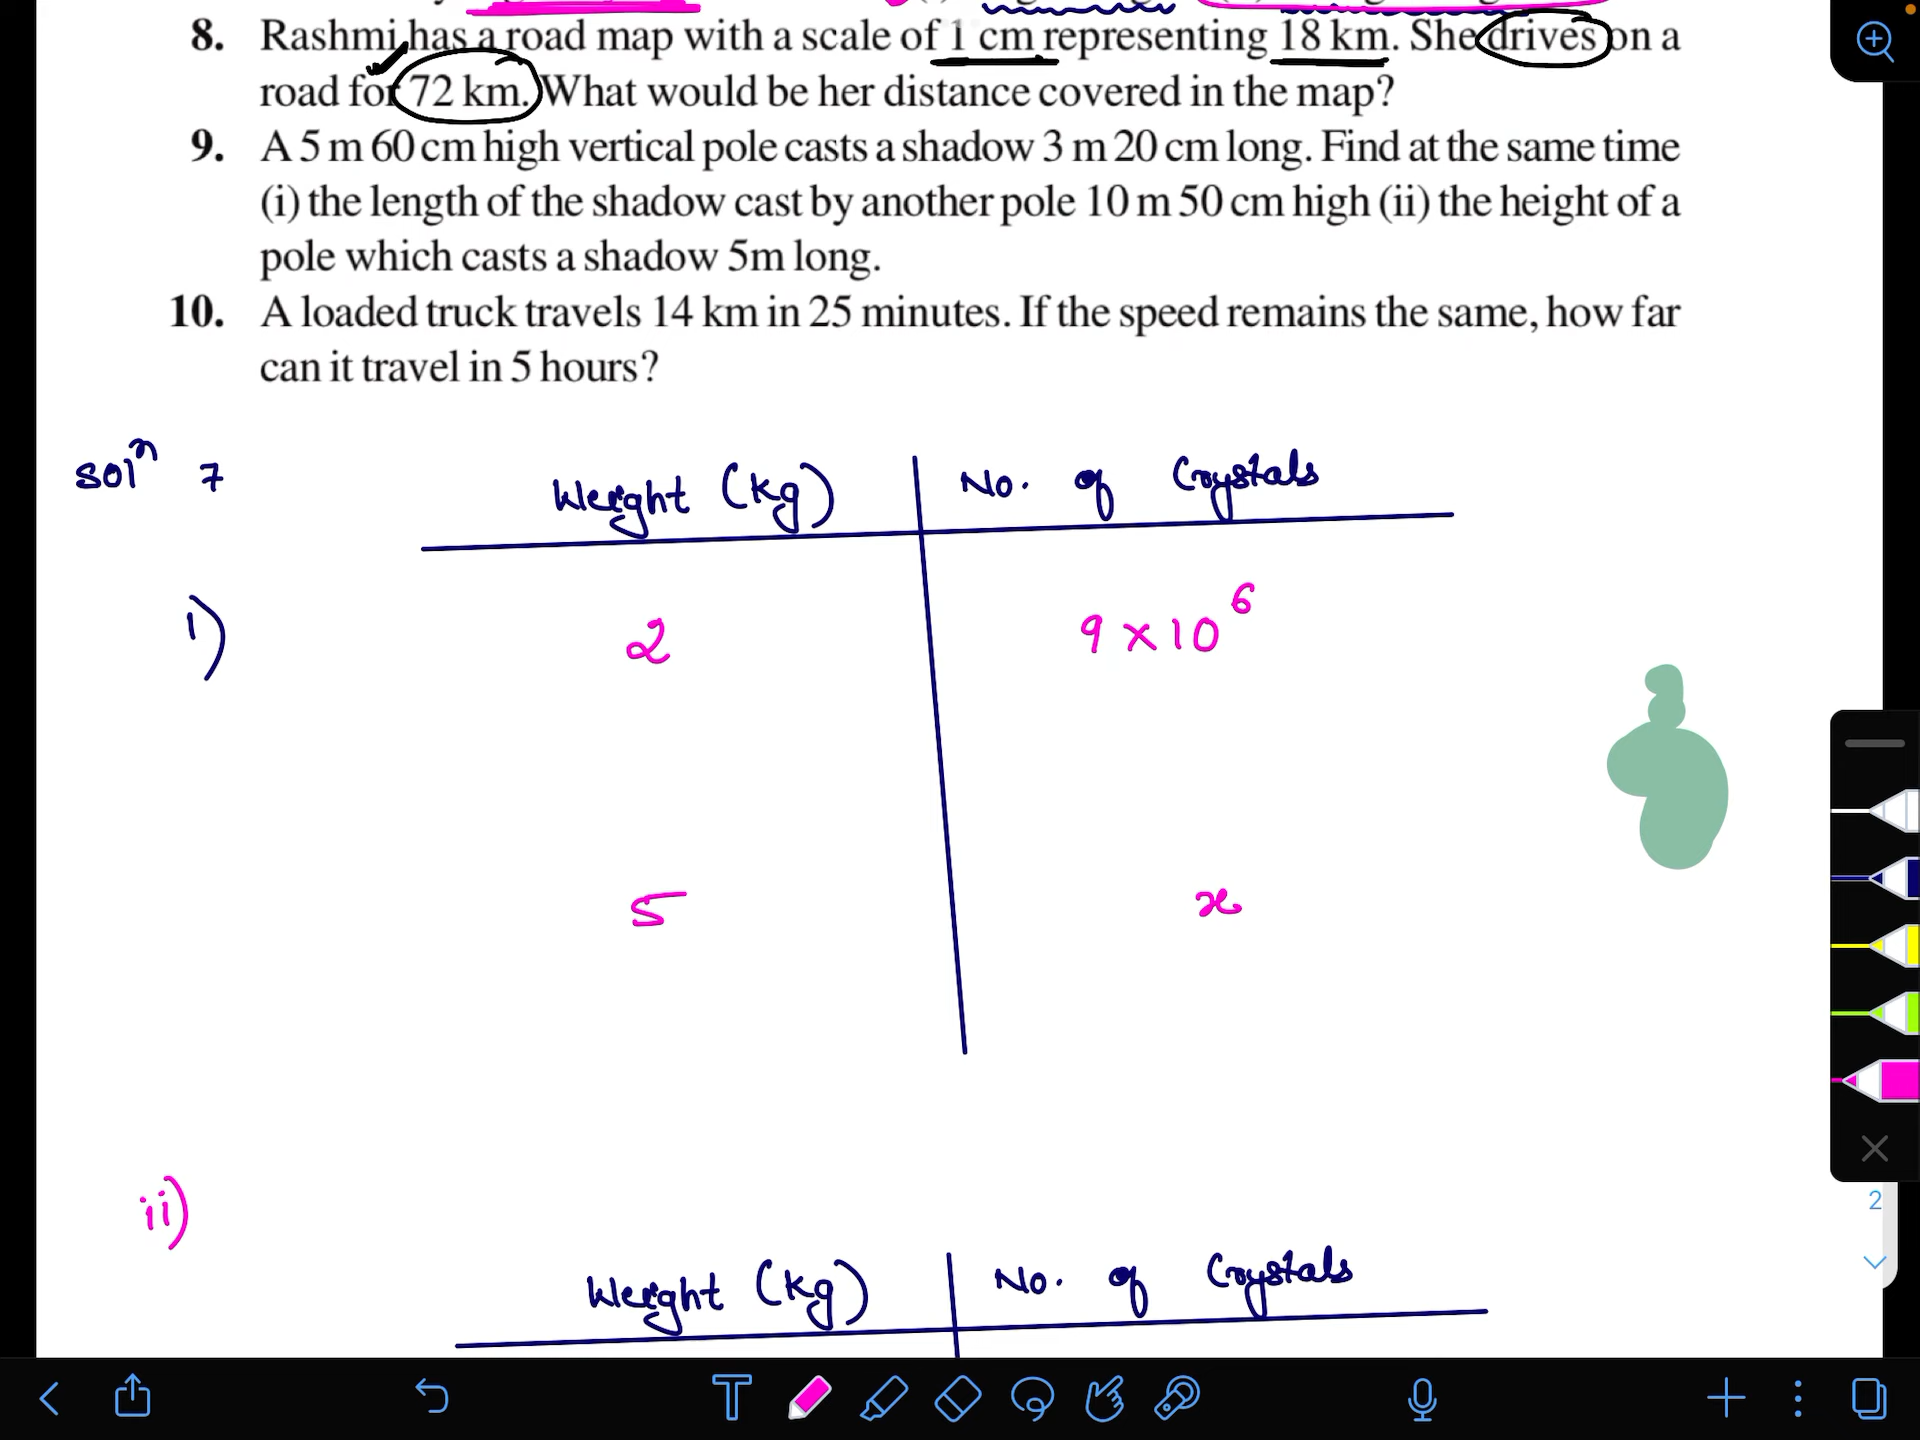 8. Rashmi has a road map with a scale of 1 cm representing 18 km. She drives on a
road for 72 km. What would be her distance covered in the map?
9. A 5 m 60 cm high vertical pole casts a shadow 3 m 20 cm long. Find at the same time
(i) the length of the shadow cast by another pole 10 m 50 cm high (ii) the height of a
pole which casts a shadow 5m long.
10. A loaded truck travels 14 km in 25 minutes. If the speed remains the same, how far
can it travel in 5 hours?
Solⁿ 7
Weight (kg) No. of Crystals
i) 2 9 × 10⁶
5 x
ii)
Weight (kg) No. of Crystals
2
T